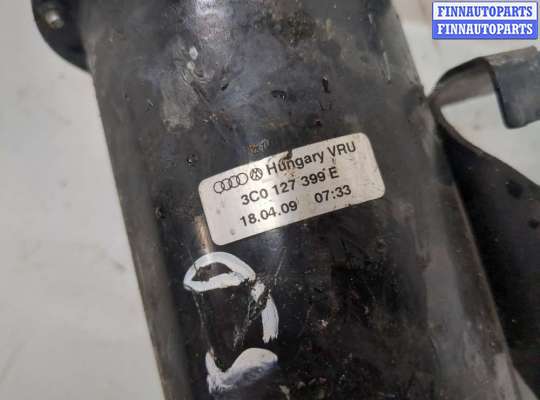 FINNAUTOPARTS
FINNAUTOPARTS
Hungary VRU
3C0 127 399 E
18.04.09 07:33